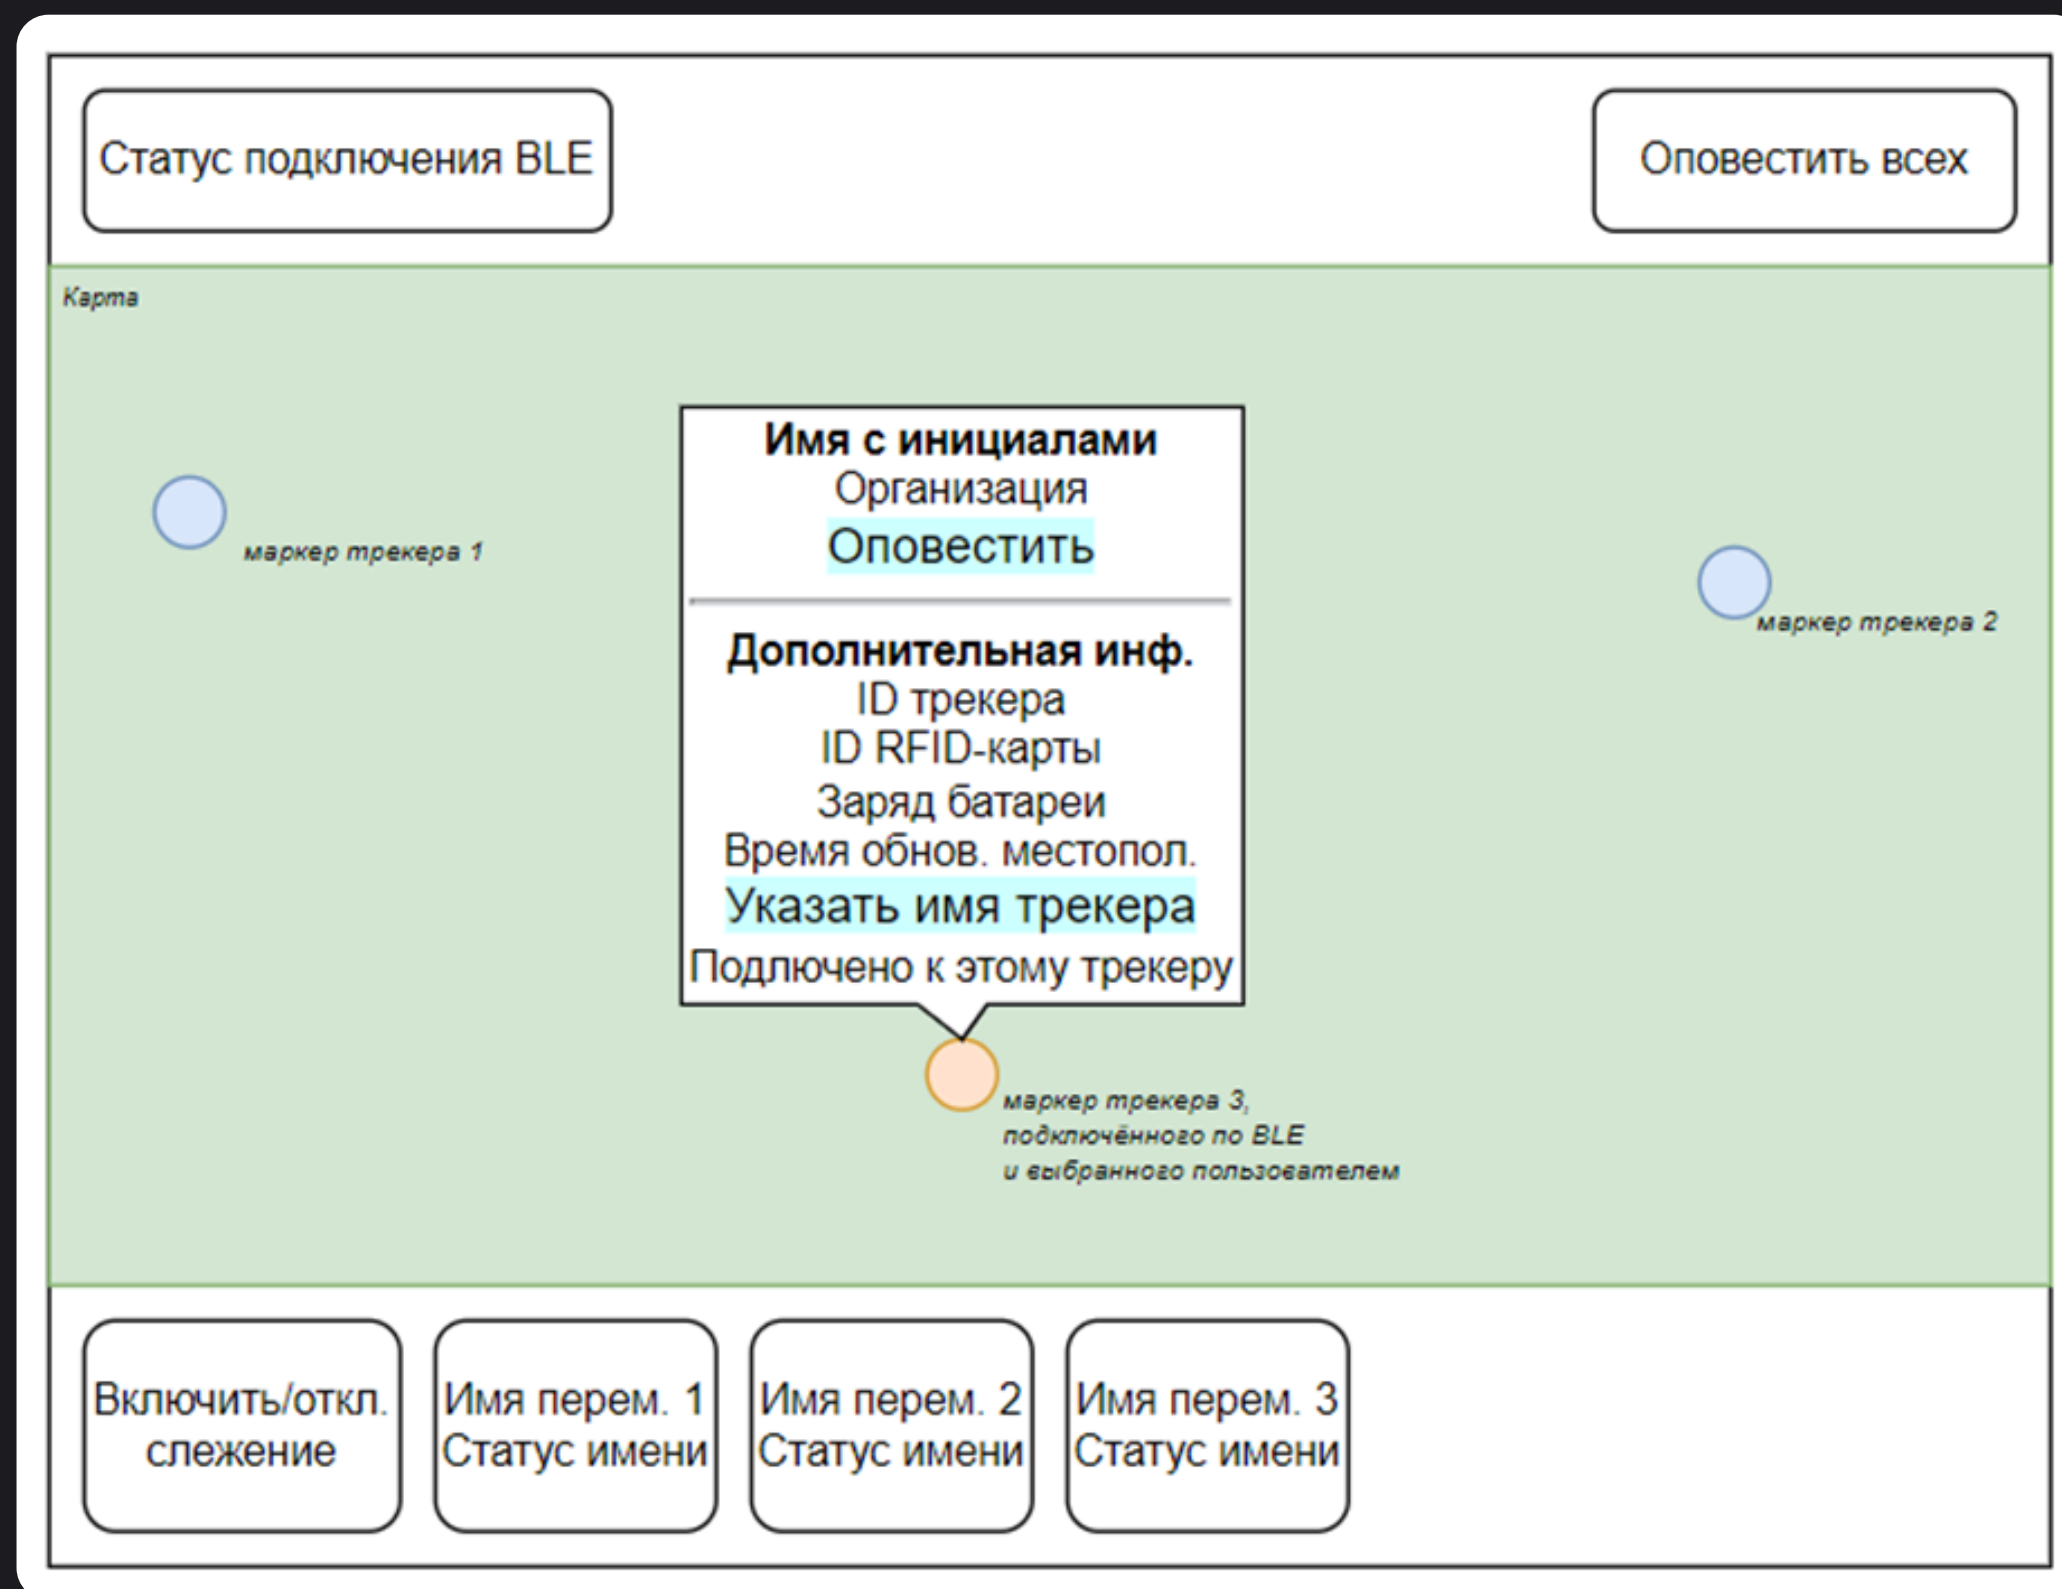 Статус подключения BLE
Оповестить всех
Карта
Имя с инициалами
Организация
Оповестить
маркер трекера 1
маркер трекера 2
Дополнительная инф.
ID трекера
ID RFID-карты
Заряд батареи
Время обнов. местопол.
Указать имя трекера
Подлючено к этому трекеру
маркер трекера 3,
подключённого по BLE
и выбранного пользователем
Включить/откл.
слежение
Имя перем. 1
Статус имени
Имя перем. 2
Статус имени
Имя перем. 3
Статус имени